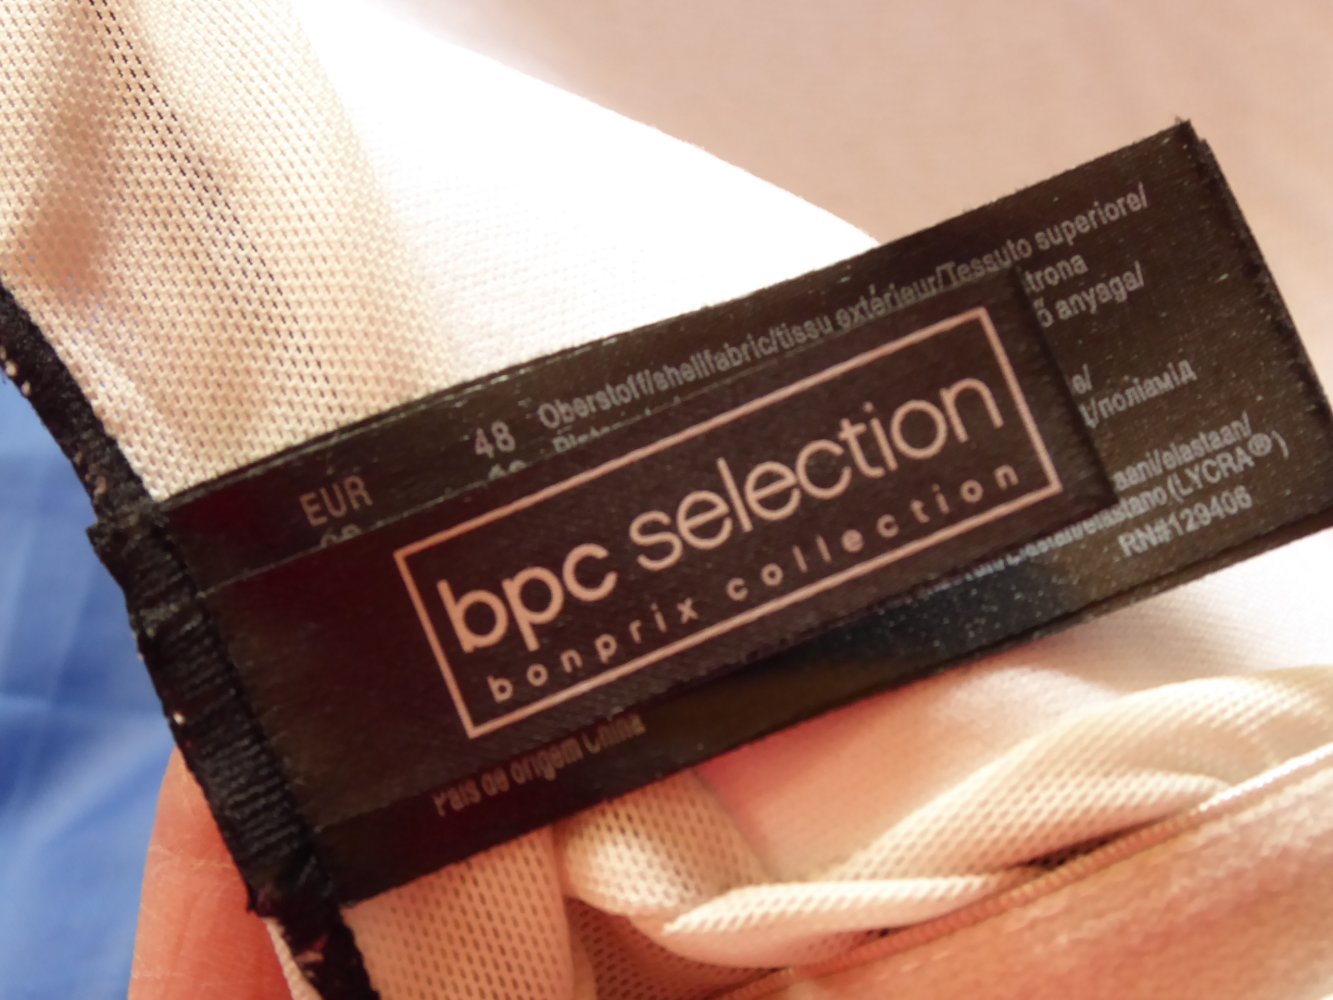 EUR 48 Oberstoff/shellfabric/tissu extérieur/Tessuto superiore/
trona
ő anyaga/
e/
t/поліамід
aani/elastaan/
elastano (LYCRA®)
RN#129406
bpc selection
bonprix collection
País de origem China